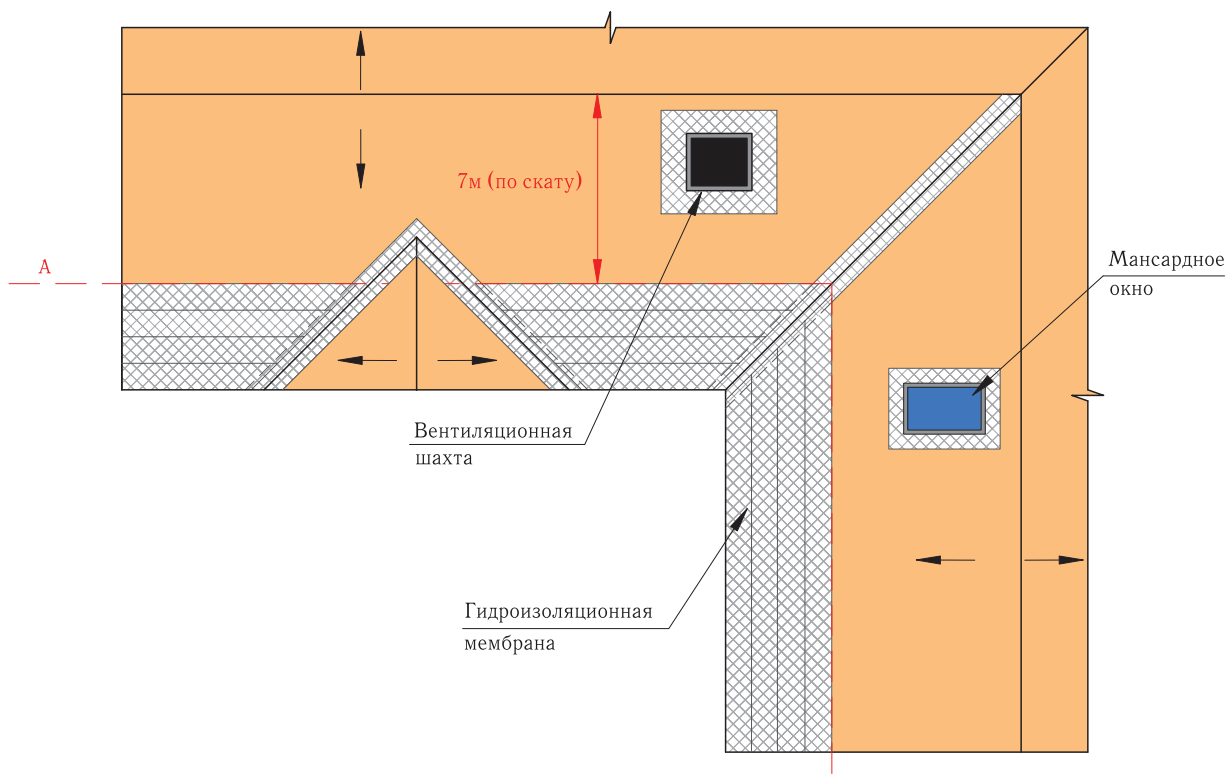 7м (по скату)
А
Мансардное
окно
Вентиляционная
шахта
Гидроизоляционная
мембрана